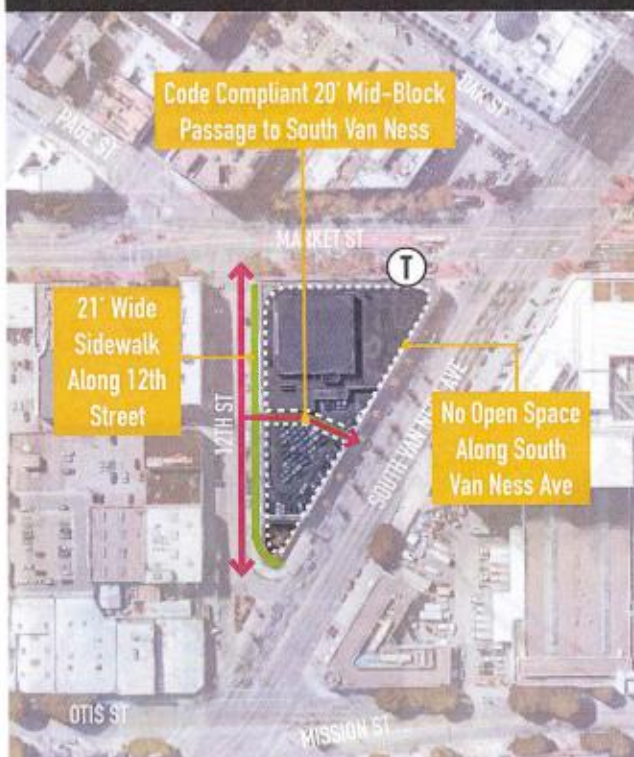 OAK ST
Code Compliant 20' Mid-Block
Passage to South Van Ness
PAGE ST
MARKET ST
T
21' Wide
Sidewalk
Along 12th
Street
12TH ST
SOUTH VAN NESS AVE
No Open Space
Along South
Van Ness Ave
OTIS ST
MISSION ST